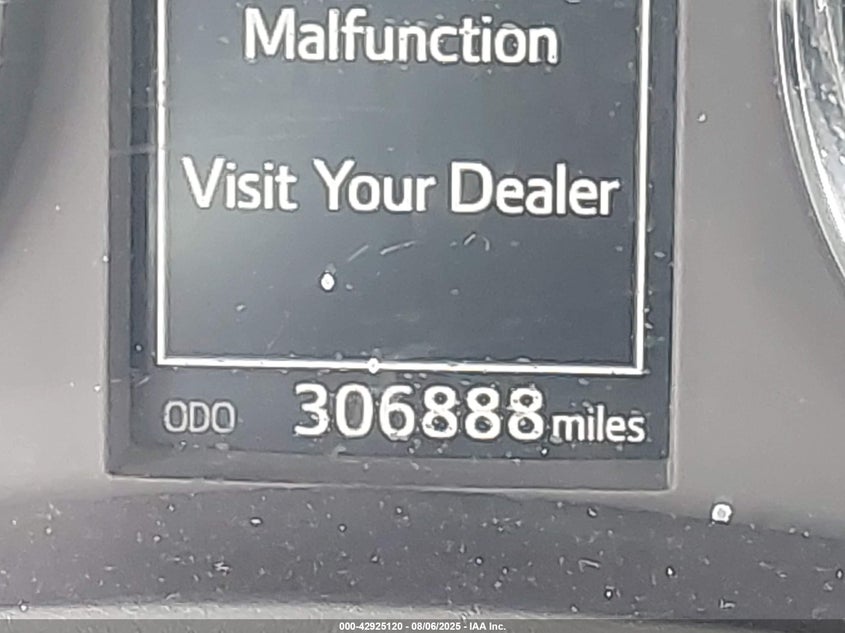 Malfunction
Visit Your Dealer
ODO 306888 miles
000-42925120 - 08/06/2025 - IAA Inc.